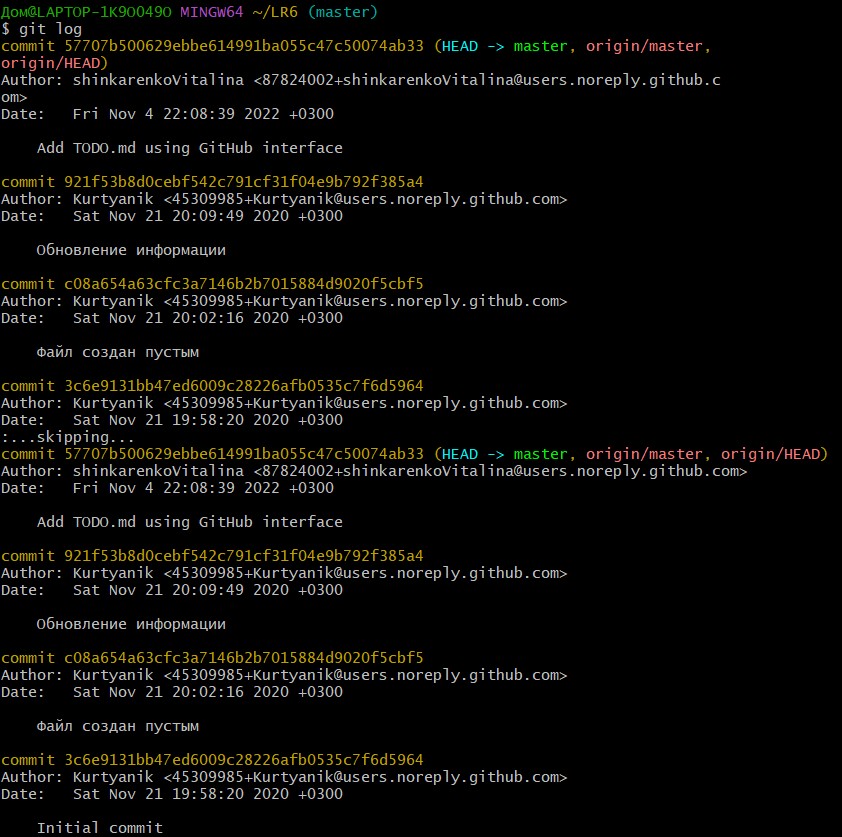 Дом@LAPTOP-1K9OO49O MINGW64 ~/LR6 (master)
$ git log
commit 57707b500629ebbe614991ba055c47c50074ab33 (HEAD -> master, origin/master,
origin/HEAD)
Author: shinkarenkoVitalina <87824002+shinkarenkoVitalina@users.noreply.github.c
om>
Date:   Fri Nov 4 22:08:39 2022 +0300
    Add TODO.md using GitHub interface
commit 921f53b8d0cebf542c791cf31f04e9b792f385a4
Author: Kurtyanik <45309985+Kurtyanik@users.noreply.github.com>
Date:   Sat Nov 21 20:09:49 2020 +0300
    Обновление информации
commit c08a654a63cfc3a7146b2b7015884d9020f5cbf5
Author: Kurtyanik <45309985+Kurtyanik@users.noreply.github.com>
Date:   Sat Nov 21 20:02:16 2020 +0300
    Файл создан пустым
commit 3c6e9131bb47ed6009c28226afb0535c7f6d5964
Author: Kurtyanik <45309985+Kurtyanik@users.noreply.github.com>
Date:   Sat Nov 21 19:58:20 2020 +0300
:...skipping...
commit 57707b500629ebbe614991ba055c47c50074ab33 (HEAD -> master, origin/master, origin/HEAD)
Author: shinkarenkoVitalina <87824002+shinkarenkoVitalina@users.noreply.github.com>
Date:   Fri Nov 4 22:08:39 2022 +0300
    Add TODO.md using GitHub interface
commit 921f53b8d0cebf542c791cf31f04e9b792f385a4
Author: Kurtyanik <45309985+Kurtyanik@users.noreply.github.com>
Date:   Sat Nov 21 20:09:49 2020 +0300
    Обновление информации
commit c08a654a63cfc3a7146b2b7015884d9020f5cbf5
Author: Kurtyanik <45309985+Kurtyanik@users.noreply.github.com>
Date:   Sat Nov 21 20:02:16 2020 +0300
    Файл создан пустым
commit 3c6e9131bb47ed6009c28226afb0535c7f6d5964
Author: Kurtyanik <45309985+Kurtyanik@users.noreply.github.com>
Date:   Sat Nov 21 19:58:20 2020 +0300
    Initial commit